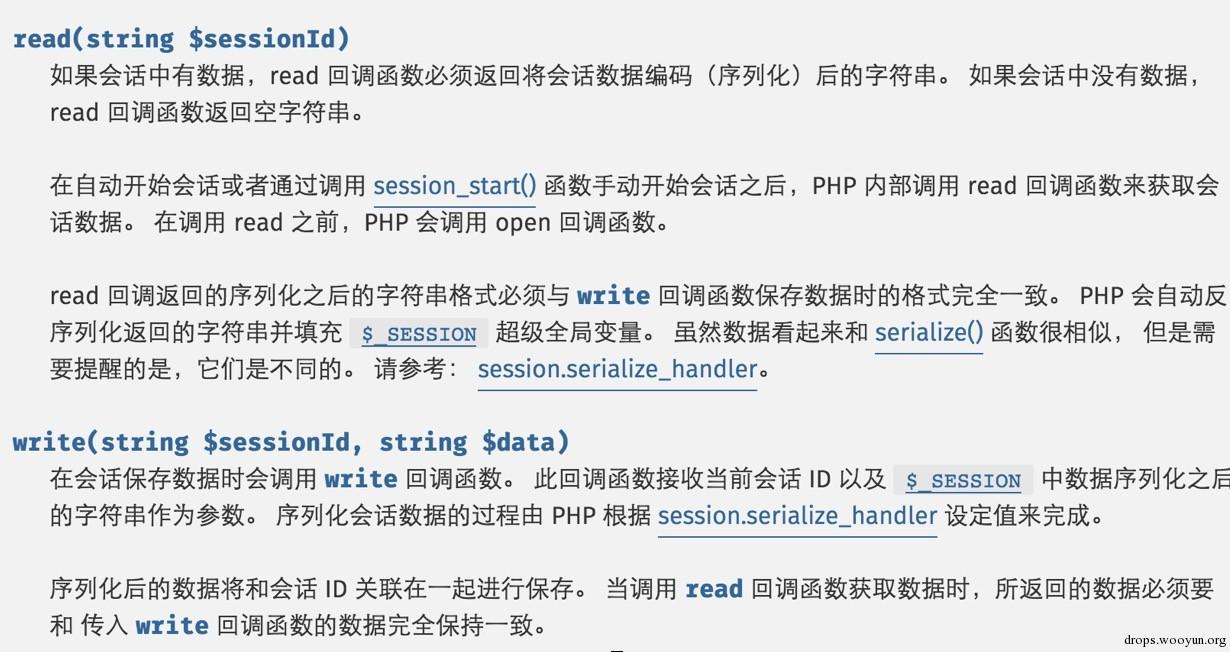 read(string $sessionId)
如果会话中有数据，read 回调函数必须返回将会话数据编码（序列化）后的字符串。 如果会话中没有数据，
read 回调函数返回空字符串。
在自动开始会话或者通过调用 session_start() 函数手动开始会话之后，PHP 内部调用 read 回调函数来获取会
话数据。 在调用 read 之前，PHP 会调用 open 回调函数。
read 回调返回的序列化之后的字符串格式必须与 write 回调函数保存数据时的格式完全一致。 PHP 会自动反
序列化返回的字符串并填充 $_SESSION 超级全局变量。 虽然数据看起来和 serialize() 函数很相似， 但是需
要提醒的是，它们是不同的。 请参考： session.serialize_handler。
write(string $sessionId, string $data)
在会话保存数据时会调用 write 回调函数。 此回调函数接收当前会话 ID 以及 $_SESSION 中数据序列化之后
的字符串作为参数。 序列化会话数据的过程由 PHP 根据 session.serialize_handler 设定值来完成。
序列化后的数据将和会话 ID 关联在一起进行保存。 当调用 read 回调函数获取数据时，所返回的数据必须要
和 传入 write 回调函数的数据完全保持一致。
drops.wooyun.org